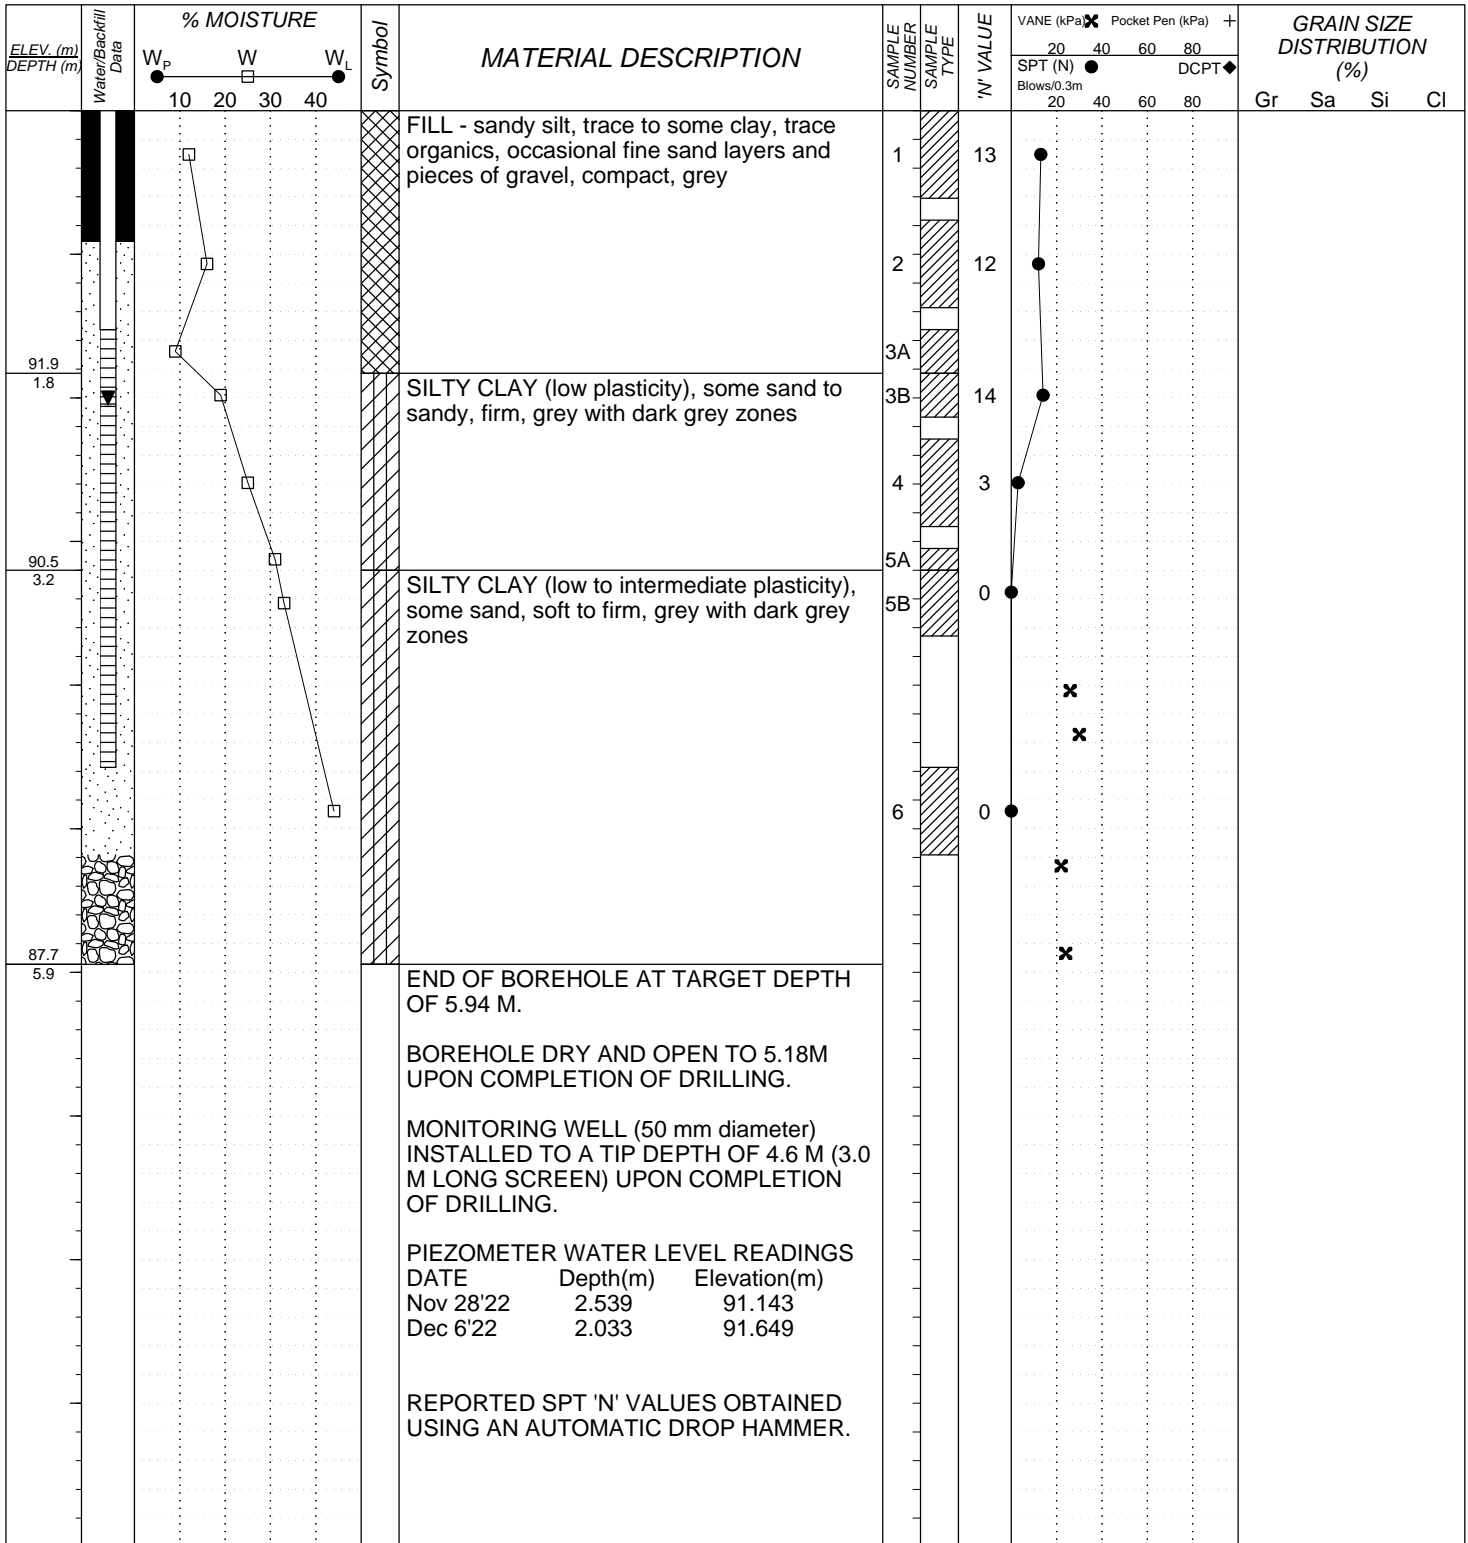 ELEV. (m)
DEPTH (m)
Water/Backfill
Data
% MOISTURE
WP W WL
10 20 30 40
Symbol
MATERIAL DESCRIPTION
SAMPLE
NUMBER
SAMPLE
TYPE
'N' VALUE
VANE (kPa) Pocket Pen (kPa)
20 40 60 80
SPT (N) DCPT
Blows/0.3m
20 40 60 80
GRAIN SIZE
DISTRIBUTION
(%)
Gr Sa Si Cl
FILL - sandy silt, trace to some clay, trace
organics, occasional fine sand layers and
pieces of gravel, compact, grey
1 13
2 12
3A
91.9
1.8
SILTY CLAY (low plasticity), some sand to
sandy, firm, grey with dark grey zones
3B 14
4 3
5A
90.5
3.2
SILTY CLAY (low to intermediate plasticity),
some sand, soft to firm, grey with dark grey
zones
5B 0
6 0
87.7
5.9
END OF BOREHOLE AT TARGET DEPTH
OF 5.94 M.
BOREHOLE DRY AND OPEN TO 5.18M
UPON COMPLETION OF DRILLING.
MONITORING WELL (50 mm diameter)
INSTALLED TO A TIP DEPTH OF 4.6 M (3.0
M LONG SCREEN) UPON COMPLETION
OF DRILLING.
PIEZOMETER WATER LEVEL READINGS
DATE Depth(m) Elevation(m)
Nov 28'22 2.539 91.143
Dec 6'22 2.033 91.649
REPORTED SPT 'N' VALUES OBTAINED
USING AN AUTOMATIC DROP HAMMER.